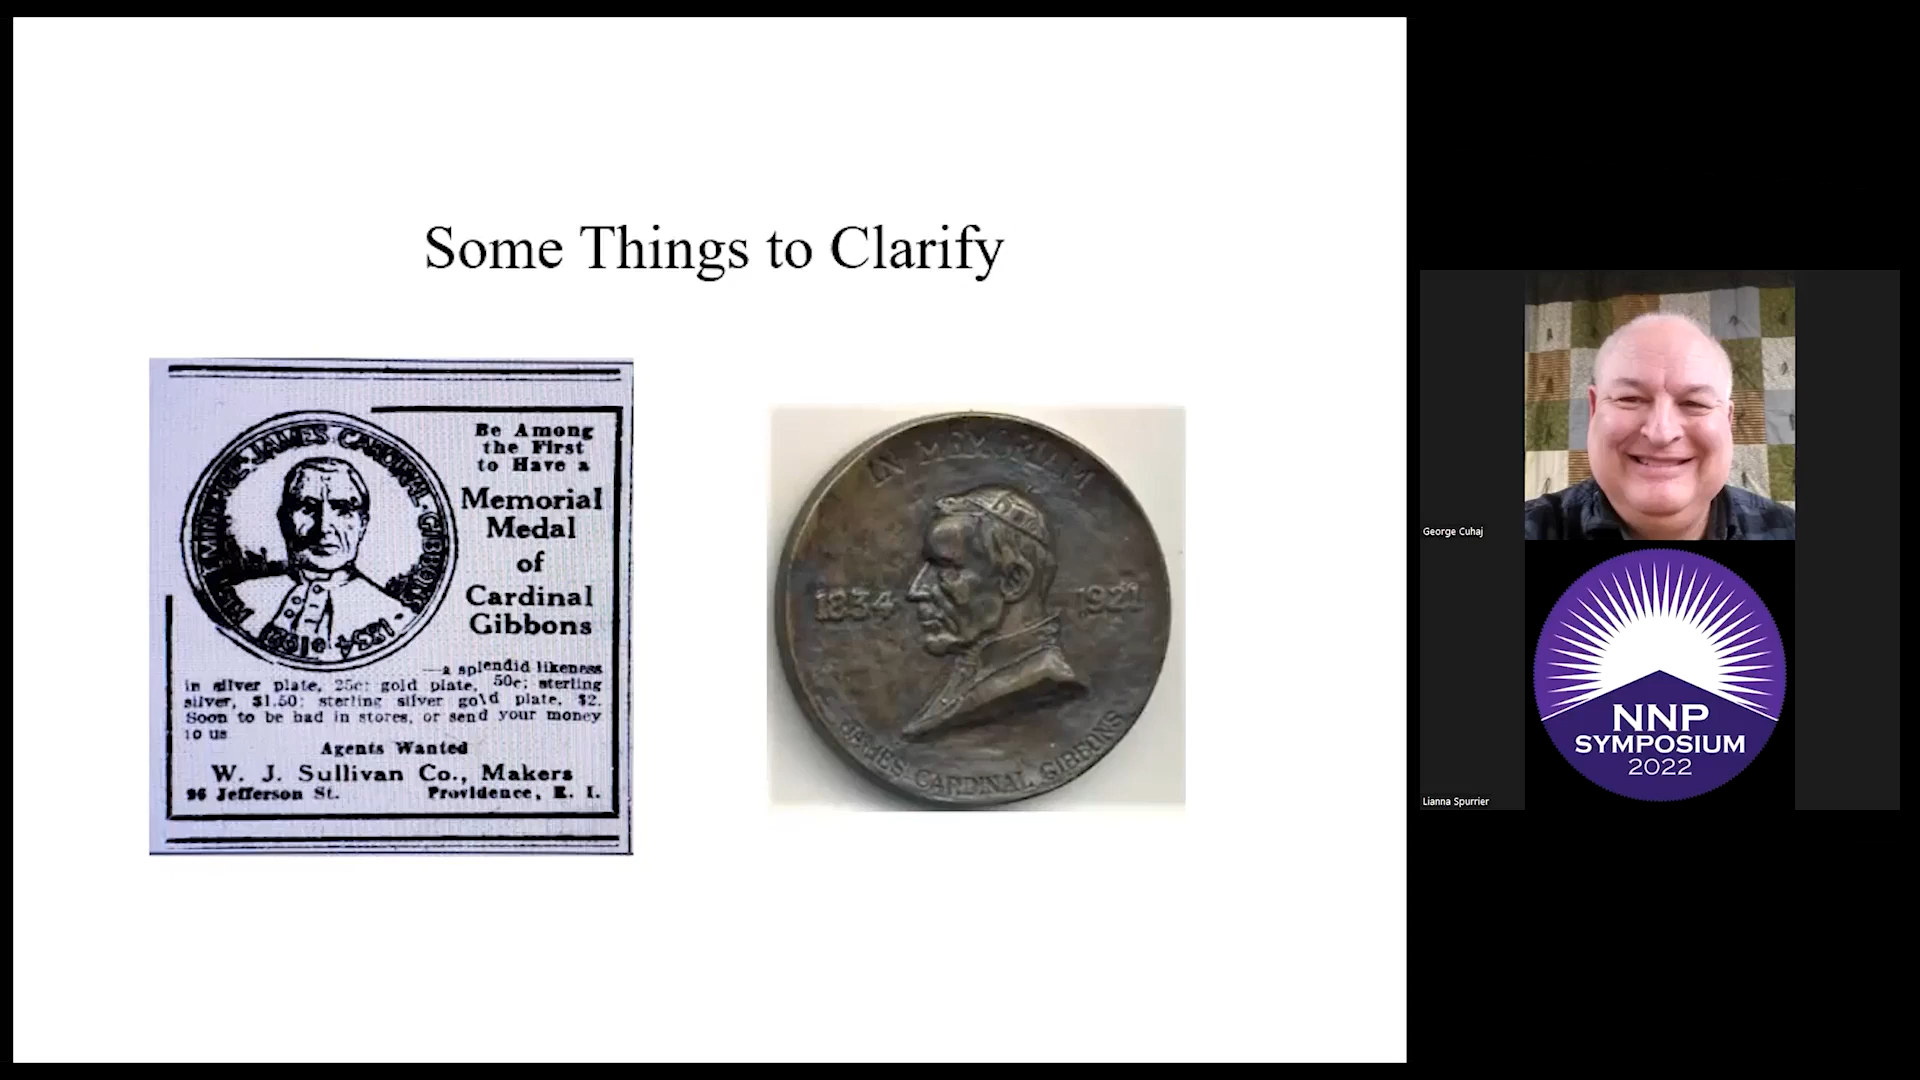 Some Things to Clarify
HIS EMINENCE · JAMES · CARDINAL · GIBBONS ·
1834 · 1921
Be Among
the First
to Have a
Memorial
Medal
of
Cardinal
Gibbons
—a splendid likeness
in silver plate, 25c; gold plate, 50c; sterling
silver, $1.50; sterling silver gold plate, $2.
Soon to be had in stores, or send your money
to us
Agents Wanted
W. J. Sullivan Co., Makers
96 Jefferson St. Providence, R. I.
IN MEMORIAM
1834 1921
JAMES CARDINAL GIBBONS
George Cuhaj
NNP
SYMPOSIUM
2022
Lianna Spurrier